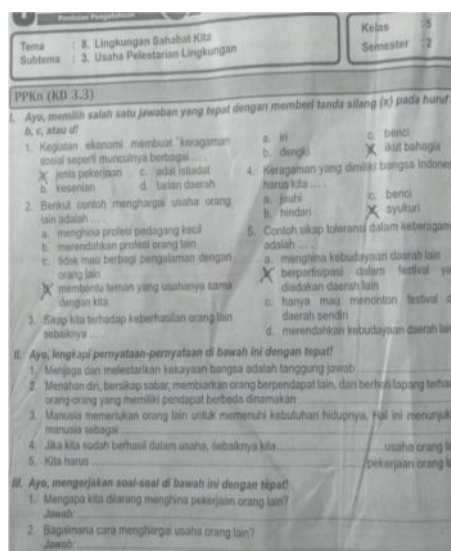 Penilaian Pengetahuan
Tema : 8. Lingkungan Sahabat Kita
Subtema : 3. Usaha Pelestarian Lingkungan
Kelas : 5
Semester : 2
PPKn (KD 3.3)
I. Ayo, memilih salah satu jawaban yang tepat dengan memberi tanda silang (x) pada huruf
b, c, atau d!
1. Kegiatan ekonomi membuat keragaman
sosial seperti munculnya berbagai ....
a. jenis pekerjaan c. adat istiadat
b. kesenian d. tarian daerah
2. Berikut contoh menghargai usaha orang
lain adalah ....
a. menghina profesi pedagang kecil
b. merendahkan profesi orang lain
c. tidak mau berbagi pengalaman dengan
orang lain
membantu teman yang usahanya sama
dengan kita
3. Sikap kita terhadap keberhasilan orang lain
sebaiknya ...
a. iri c. benci
b. dengki ikut bahagia
4. Keragaman yang dimiliki bangsa Indones
harus kita ....
a. jauhi c. benci
b. hindari syukuri
5. Contoh sikap toleransi dalam keberagam
adalah ....
a. menghina kebudayaan daerah lain
berpartisipasi dalam festival ya
diadakan daerah lain
c. hanya mau menonton festival d
daerah sendiri
d. merendahkan kebudayaan daerah lai
II. Ayo, lengkapi pernyataan-pernyataan di bawah ini dengan tepat!
1. Menjaga dan melestarikan kekayaan bangsa adalah tanggung jawab
2. Menahan diri, bersikap sabar, membiarkan orang berpendapat lain, dan berhati lapang terha
orang-orang yang memiliki pendapat berbeda dinamakan
3. Manusia memerlukan orang lain untuk memenuhi kebutuhan hidupnya. Hal ini menunjuk
manusia sebagai
4. Jika kita sudah berhasil dalam usaha, sebaiknya kita usaha orang l
5. Kita harus pekerjaan orang l
III. Ayo, mengerjakan soal-soal di bawah ini dengan tepat!
1. Mengapa kita dilarang menghina pekerjaan orang lain?
Jawab:
2. Bagaimana cara menghargai usaha orang lain?
Jawab: